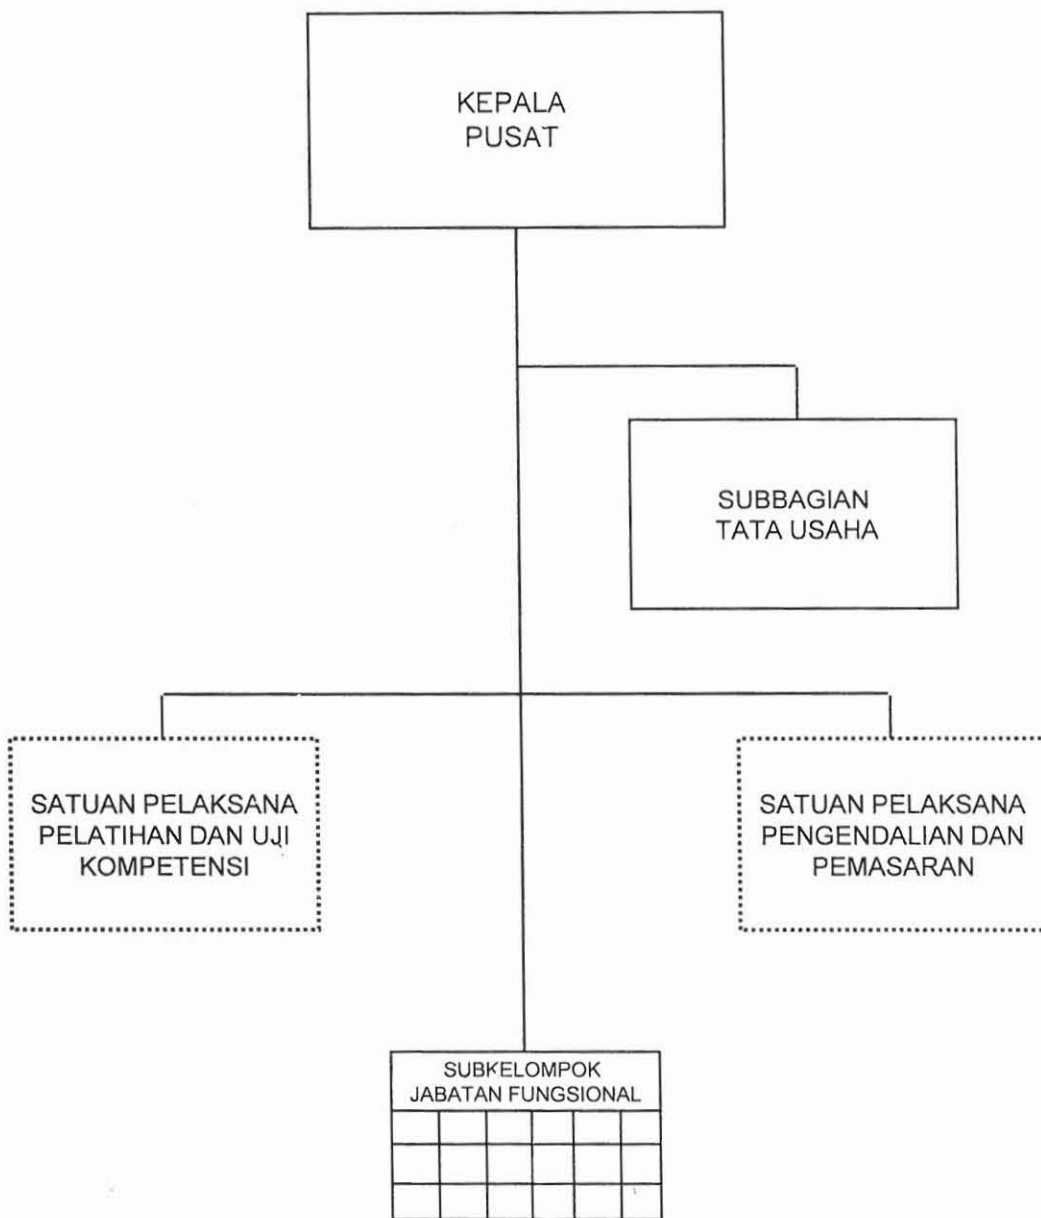 KEPALA
PUSAT
SUBBAGIAN
TATA USAHA
SATUAN PELAKSANA
PELATIHAN DAN UJI
KOMPETENSI
SATUAN PELAKSANA
PENGENDALIAN DAN
PEMASARAN
SUBKELOMPOK
JABATAN FUNGSIONAL